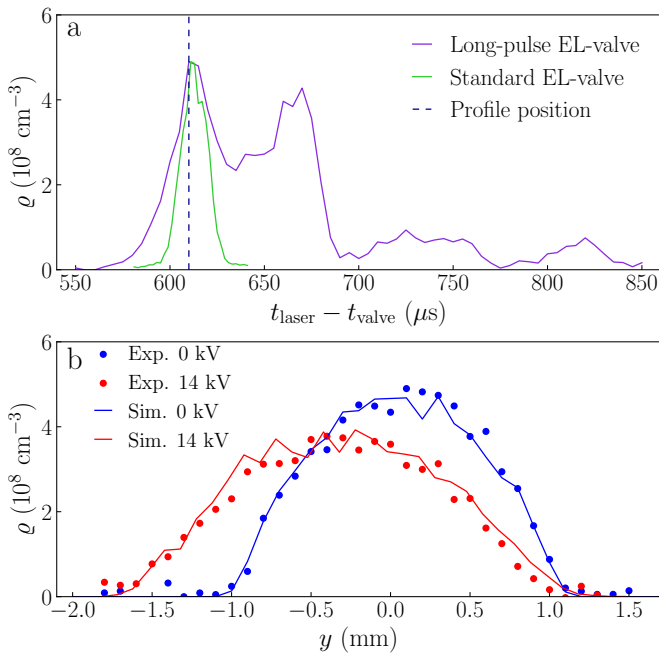 a
Long-pulse EL-valve
Standard EL-valve
Profile position
6
4
2
0
ϱ (10⁸ cm⁻³)
550 600 650 700 750 800 850
t_laser − t_valve (μs)
b
Exp. 0 kV
Exp. 14 kV
Sim. 0 kV
Sim. 14 kV
6
4
2
0
ϱ (10⁸ cm⁻³)
−2.0 −1.5 −1.0 −0.5 0.0 0.5 1.0 1.5
y (mm)